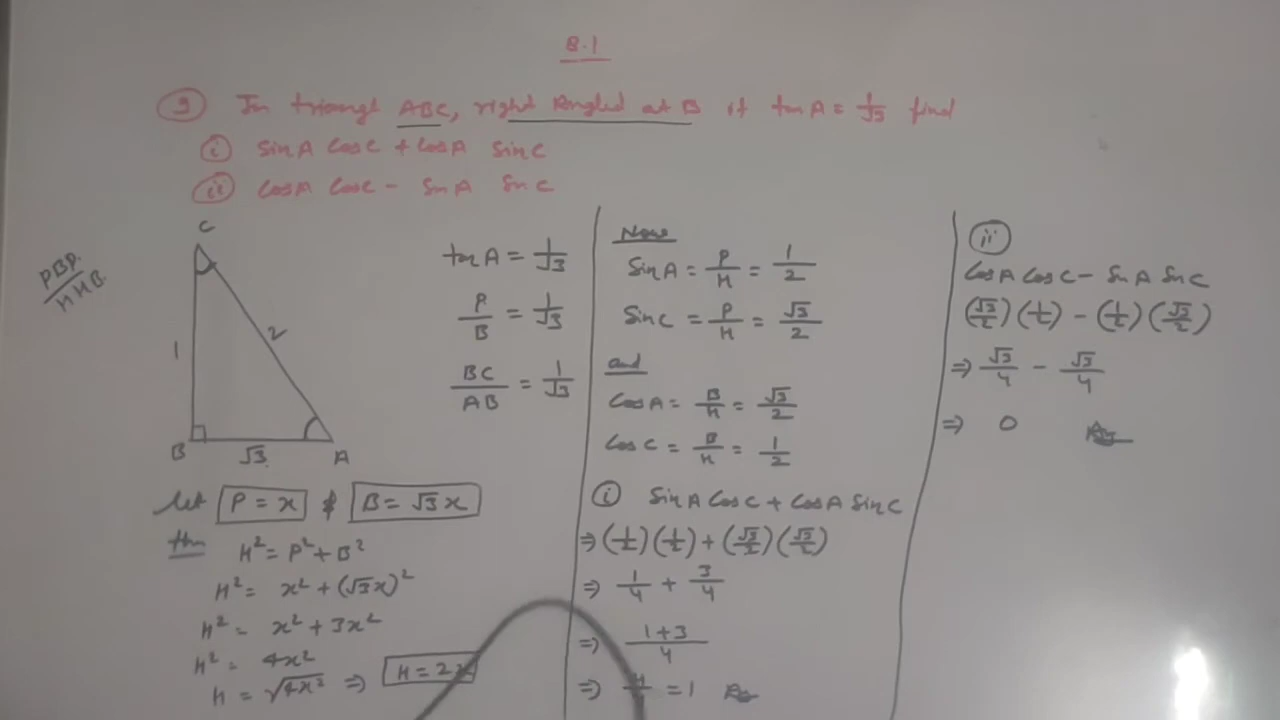 8.1
9 In triangl ABC, right Angled at B if tan A = 1/√3 find
i sin A cos C + cos A sin C
ii cos A cos C - sin A sin C
PBP
HHB
C
1
2
B
√3
A
tan A = 1/√3
P/B = 1/√3
BC/AB = 1/√3
let P = x & B = √3x
then H² = P² + B²
H² = x² + (√3x)²
H² = x² + 3x²
H² = 4x²
H = √4x² ⇒ H = 2x
Now
Sin A = P/H = 1/2
Sin C = P/H = √3/2
and
Cos A = B/H = √3/2
Cos C = B/H = 1/2
i Sin A Cos C + Cos A Sin C
⇒ (1/2)(1/2) + (√3/2)(√3/2)
⇒ 1/4 + 3/4
⇒ 1+3/4
⇒ 4/4 = 1 Ans
ii
Cos A Cos C - Sin A Sin C
(√3/2)(1/2) - (1/2)(√3/2)
⇒ √3/4 - √3/4
⇒ 0 Ans